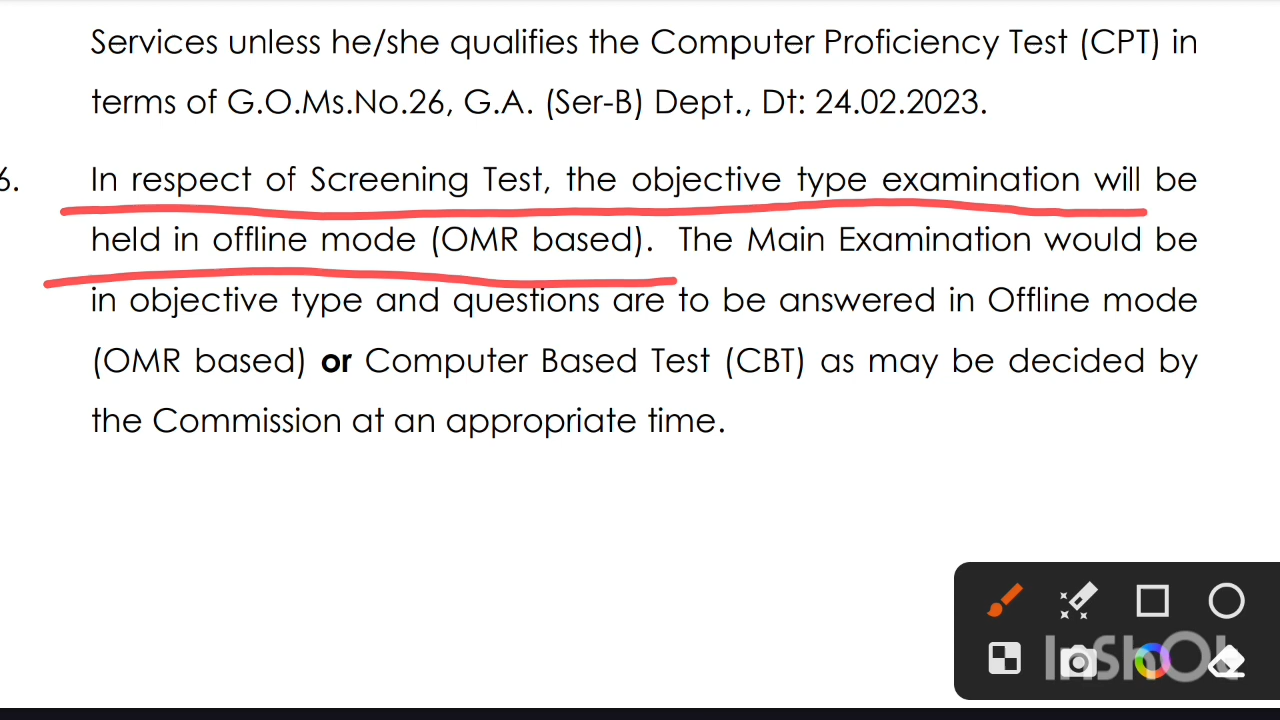 Services unless he/she qualifies the Computer Proficiency Test (CPT) in
terms of G.O.Ms.No.26, G.A. (Ser-B) Dept., Dt: 24.02.2023.
6. In respect of Screening Test, the objective type examination will be
held in offline mode (OMR based). The Main Examination would be
in objective type and questions are to be answered in Offline mode
(OMR based) or Computer Based Test (CBT) as may be decided by
the Commission at an appropriate time.
InShOt